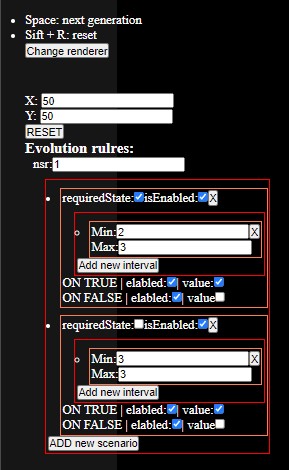 Space: next generation
Sift + R: reset
Change renderer
X: 50
Y: 50
RESET
Evolution rulres:
nsr: 1
requiredState: isEnabled: X
Min: 2 X
Max: 3
Add new interval
ON TRUE | elabled: | value:
ON FALSE | elabled: | value
requiredState: isEnabled: X
Min: 3 X
Max: 3
Add new interval
ON TRUE | elabled: | value:
ON FALSE | elabled: | value
ADD new scenario